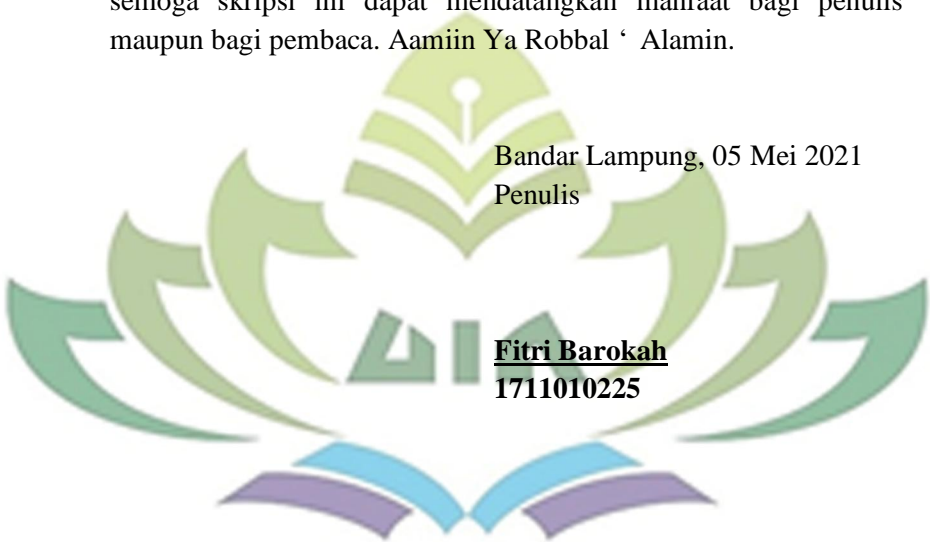 semoga skripsi ini dapat mendatangkan manfaat bagi penulis
maupun bagi pembaca. Aamiin Ya Robbal ‘ Alamin.
Bandar Lampung, 05 Mei 2021
Penulis
UIN
Fitri Barokah
1711010225